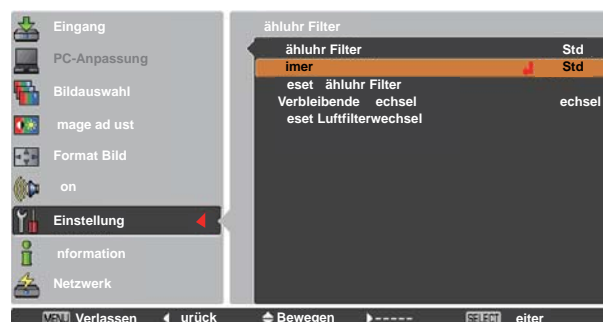 Eingang
PC-Anpassung
Bildauswahl
mage ad ust
Format Bild
on
Einstellung
nformation
Netzwerk
ähluhr Filter
ähluhr Filter Std
imer Std
eset ähluhr Filter
Verbleibende echsel echsel
eset Luftfilterwechsel
MENU Verlassen urück Bewegen ----- SELECT eiter